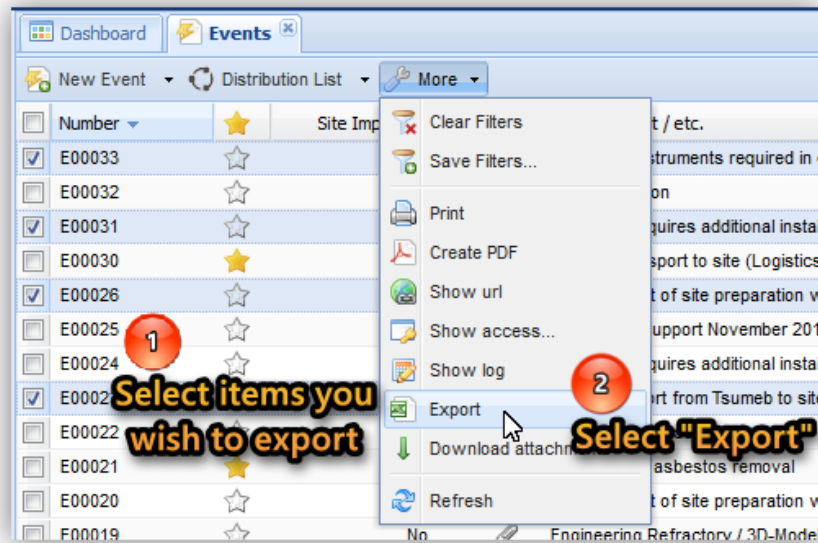 Dashboard Events
New Event Distribution List More
Number Site Imp t / etc.
Clear Filters
E00033 struments required in
Save Filters...
E00032 on
Print
E00031 quires additional instal
Create PDF
E00030 sport to site (Logistics
Show url
E00026 t of site preparation w
Show access...
E00025 upport November 201
1
Show log
E00024 quires additional instal
2
Select items you
E0002 rt from Tsumeb to site
Export
wish to export
Select "Export"
E00022
Download attachm
E00021 asbestos removal
Refresh
E00020 t of site preparation w
E00019 No Engineering Refractory / 3D-Model